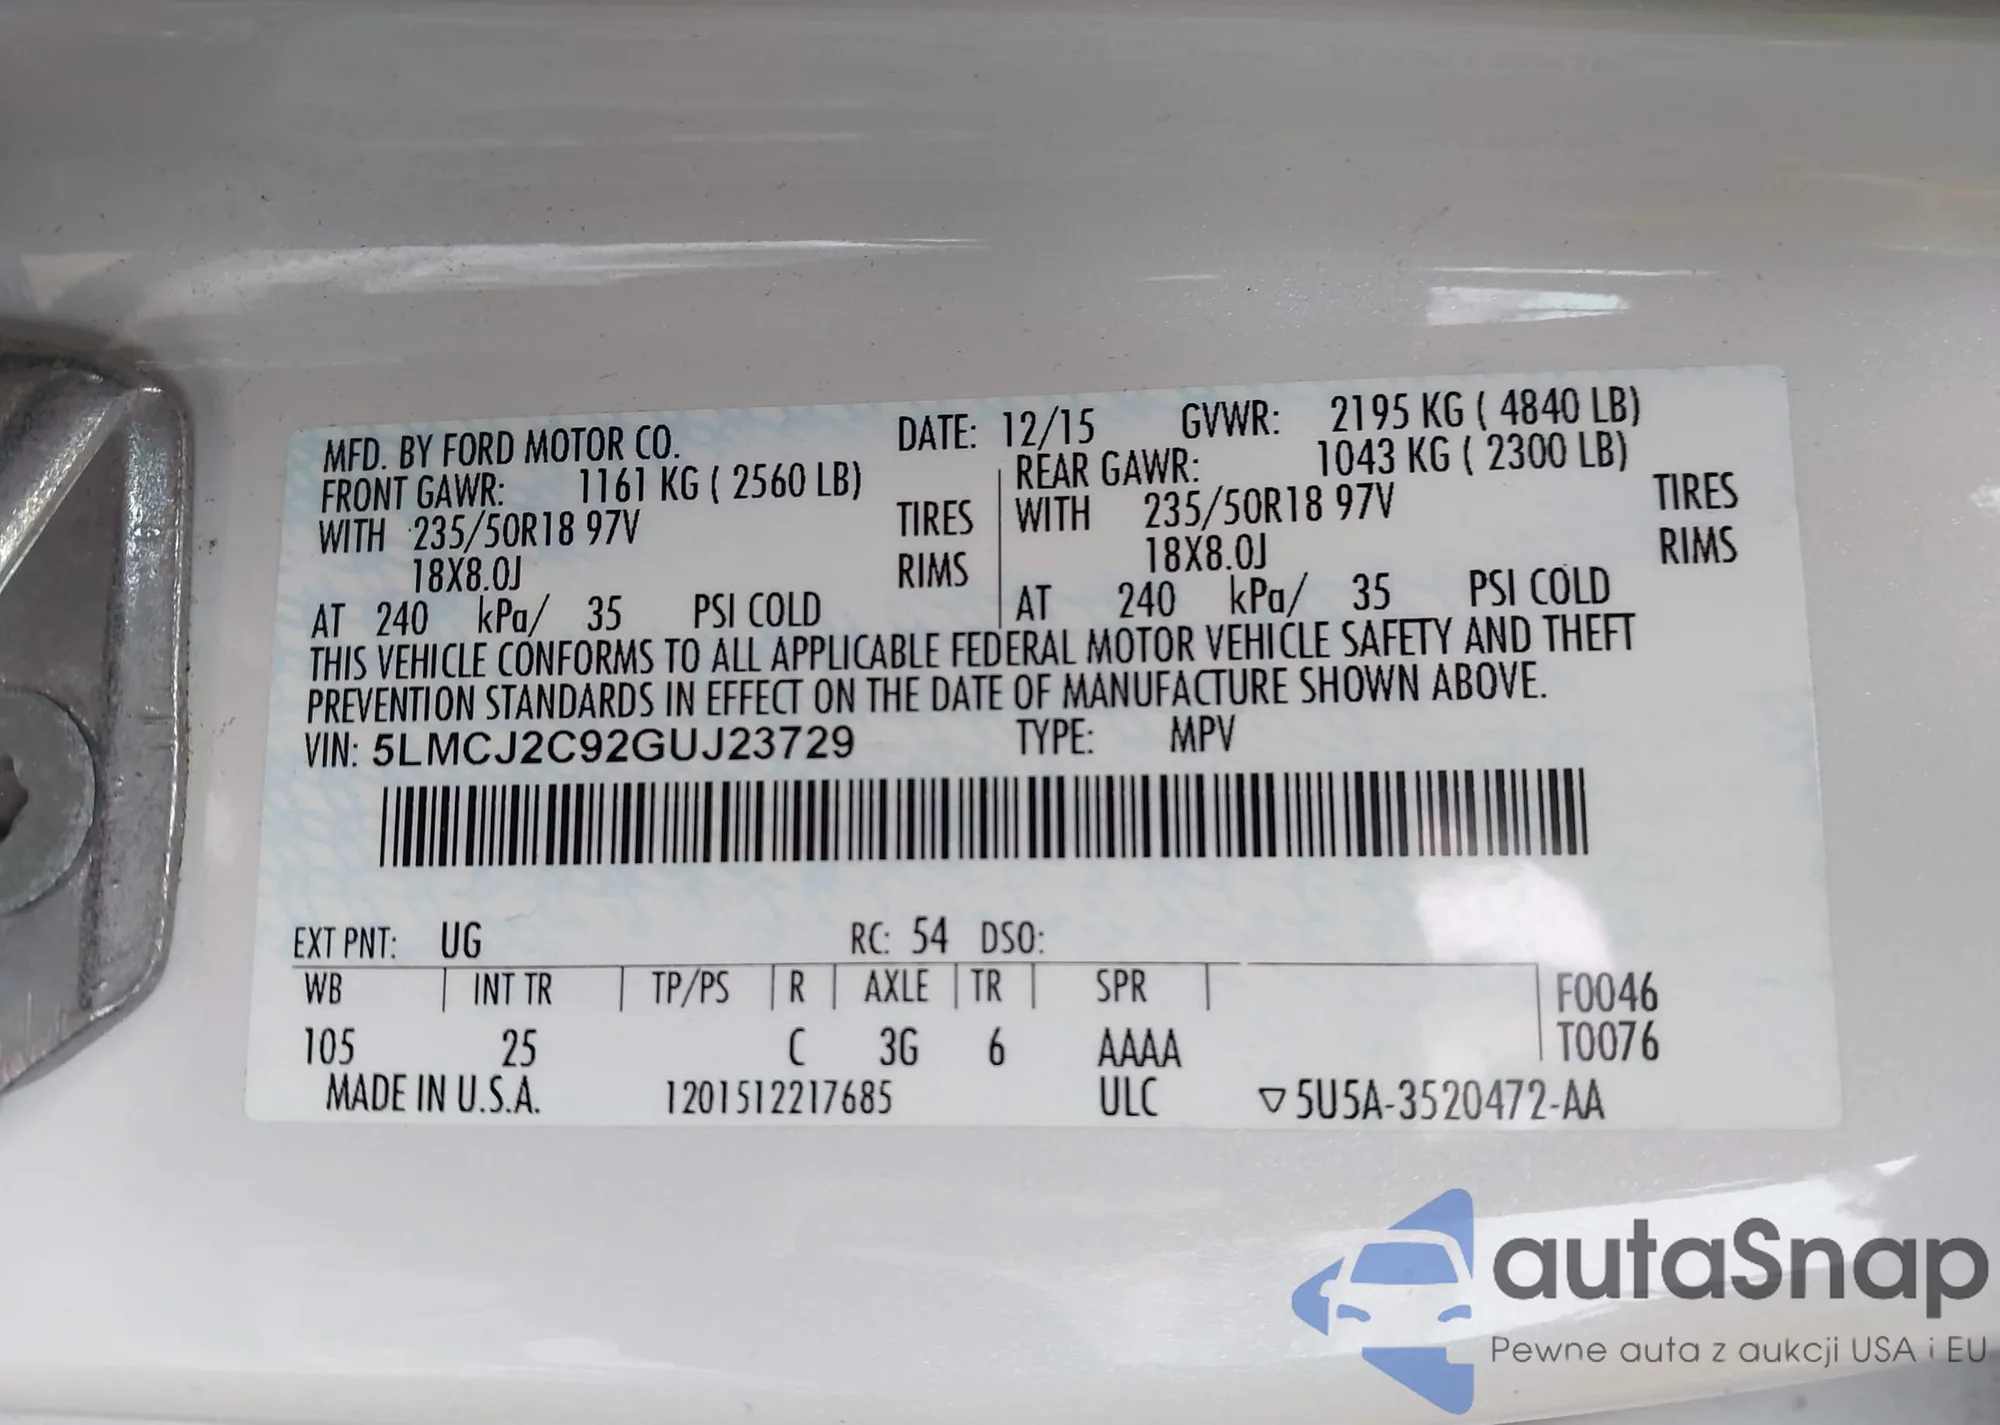 MFD. BY FORD MOTOR CO. DATE: 12/15 GVWR: 2195 KG ( 4840 LB)
FRONT GAWR: 1161 KG ( 2560 LB) REAR GAWR: 1043 KG ( 2300 LB)
WITH 235/50R18 97V TIRES WITH 235/50R18 97V TIRES
18X8.0J RIMS 18X8.0J RIMS
AT 240 kPa/ 35 PSI COLD AT 240 kPa/ 35 PSI COLD
THIS VEHICLE CONFORMS TO ALL APPLICABLE FEDERAL MOTOR VEHICLE SAFETY AND THEFT
PREVENTION STANDARDS IN EFFECT ON THE DATE OF MANUFACTURE SHOWN ABOVE.
VIN: 5LMCJ2C92GUJ23729 TYPE: MPV
EXT PNT: UG RC: 54 DSO:
WB INT TR TP/PS R AXLE TR SPR F0046
105 25 C 3G 6 AAAA T0076
MADE IN U.S.A. 1201512217685 ULC ▽5U5A-3520472-AA
autaSnap
Pewne auta z aukcji USA i EU